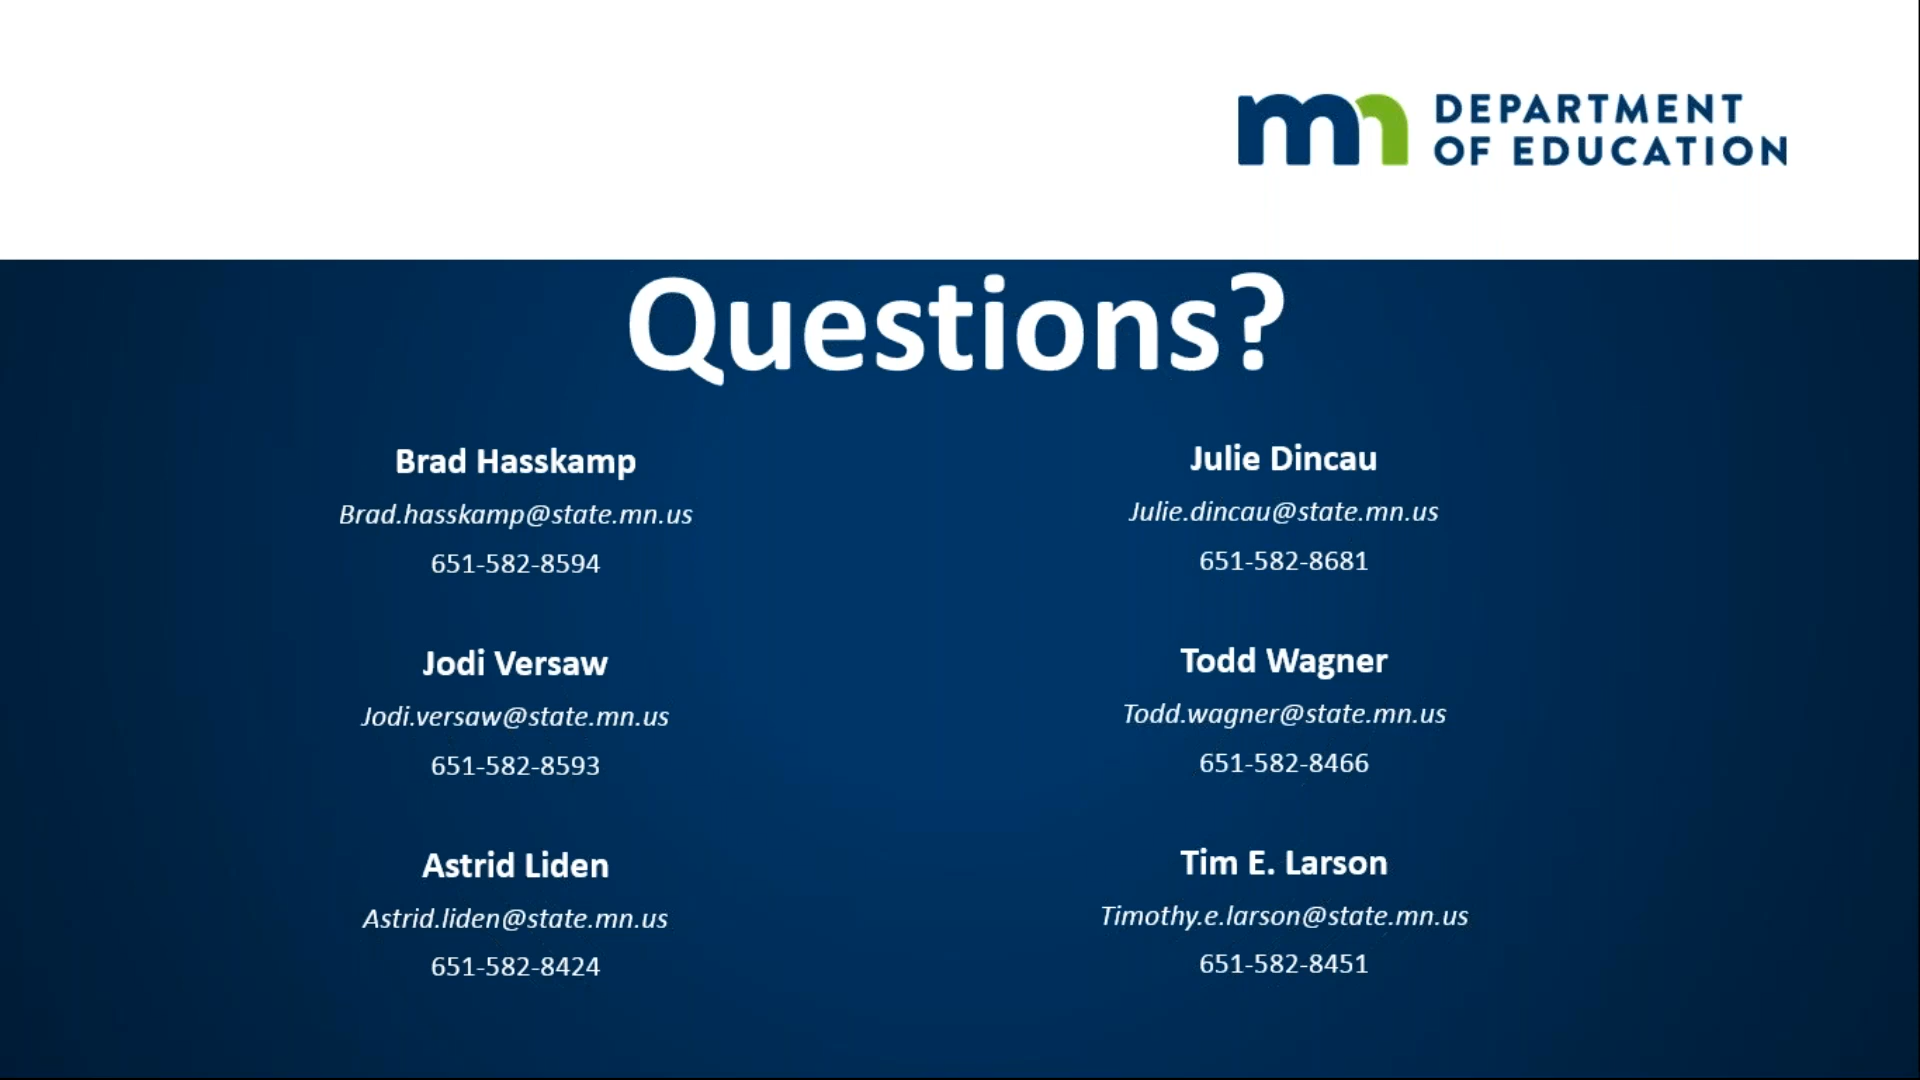 mn DEPARTMENT
OF EDUCATION
Questions?
Brad Hasskamp
Brad.hasskamp@state.mn.us
651-582-8594
Jodi Versaw
Jodi.versaw@state.mn.us
651-582-8593
Astrid Liden
Astrid.liden@state.mn.us
651-582-8424
Julie Dincau
Julie.dincau@state.mn.us
651-582-8681
Todd Wagner
Todd.wagner@state.mn.us
651-582-8466
Tim E. Larson
Timothy.e.larson@state.mn.us
651-582-8451